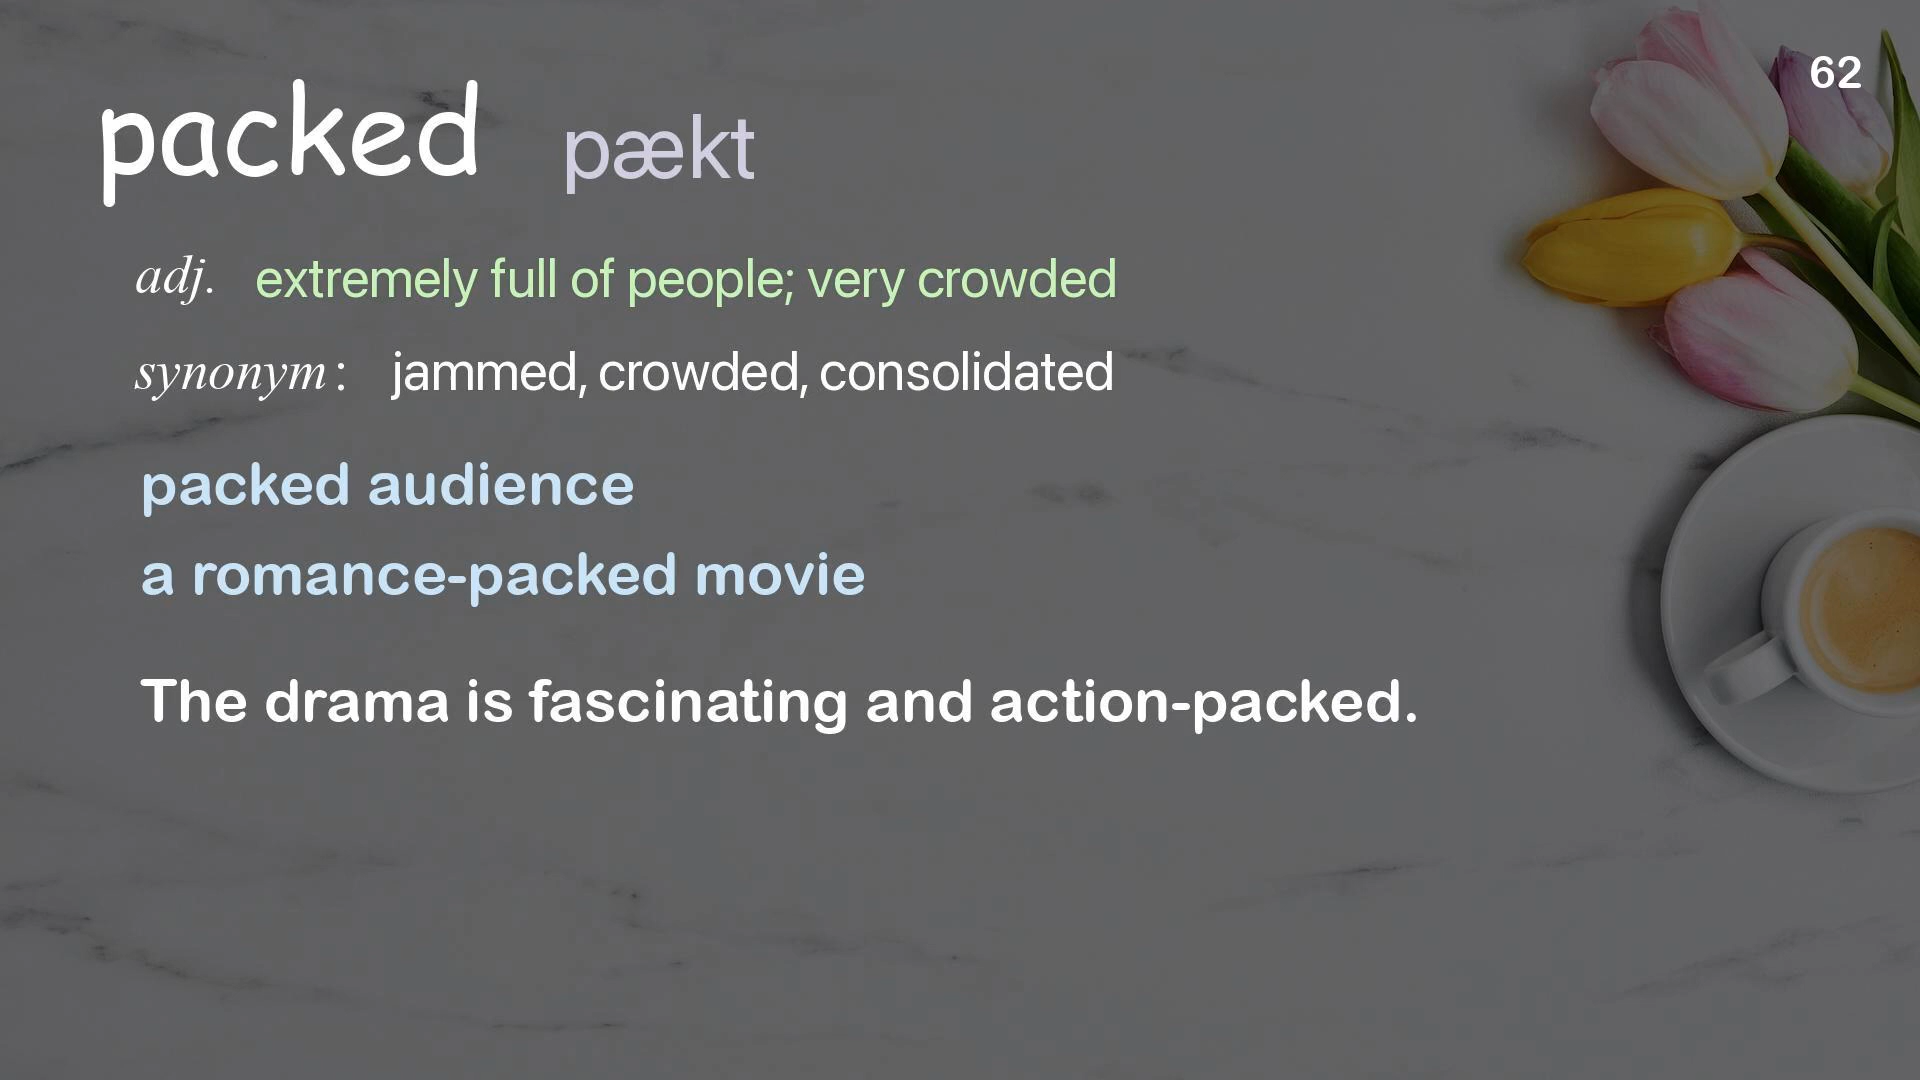 62
packed pækt
adj. extremely full of people; very crowded
synonym : jammed, crowded, consolidated
packed audience
a romance-packed movie
The drama is fascinating and action-packed.